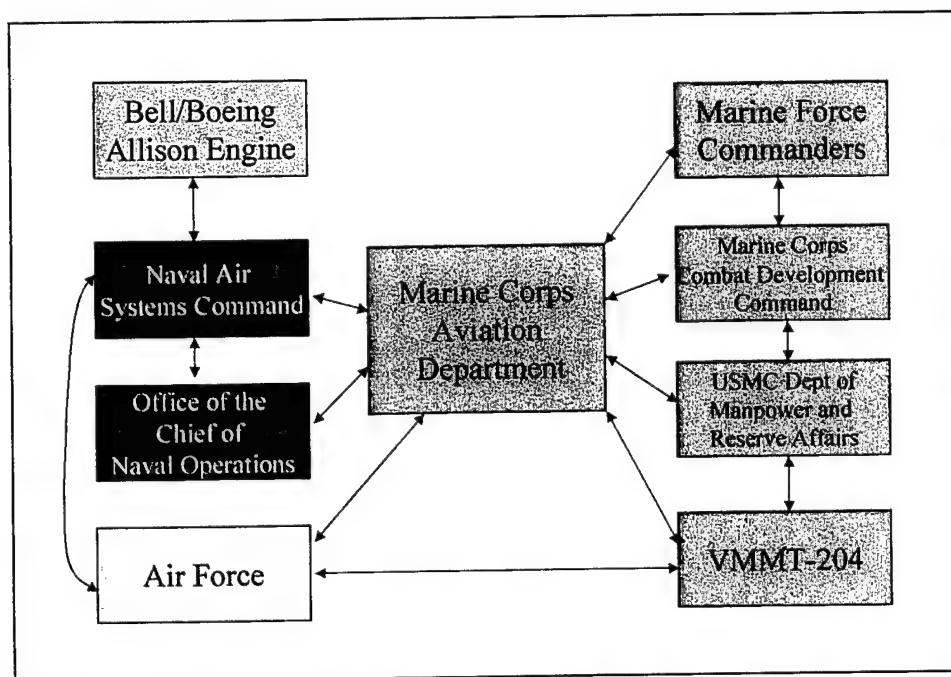 Bell/Boeing
Allison Engine
Marine Force
Commanders
Naval Air
Systems Command
Marine Corps
Aviation
Department
Marine Corps
Combat Development
Command
Office of the
Chief of
Naval Operations
USMC Dept of
Manpower and
Reserve Affairs
Air Force
VMMT-204